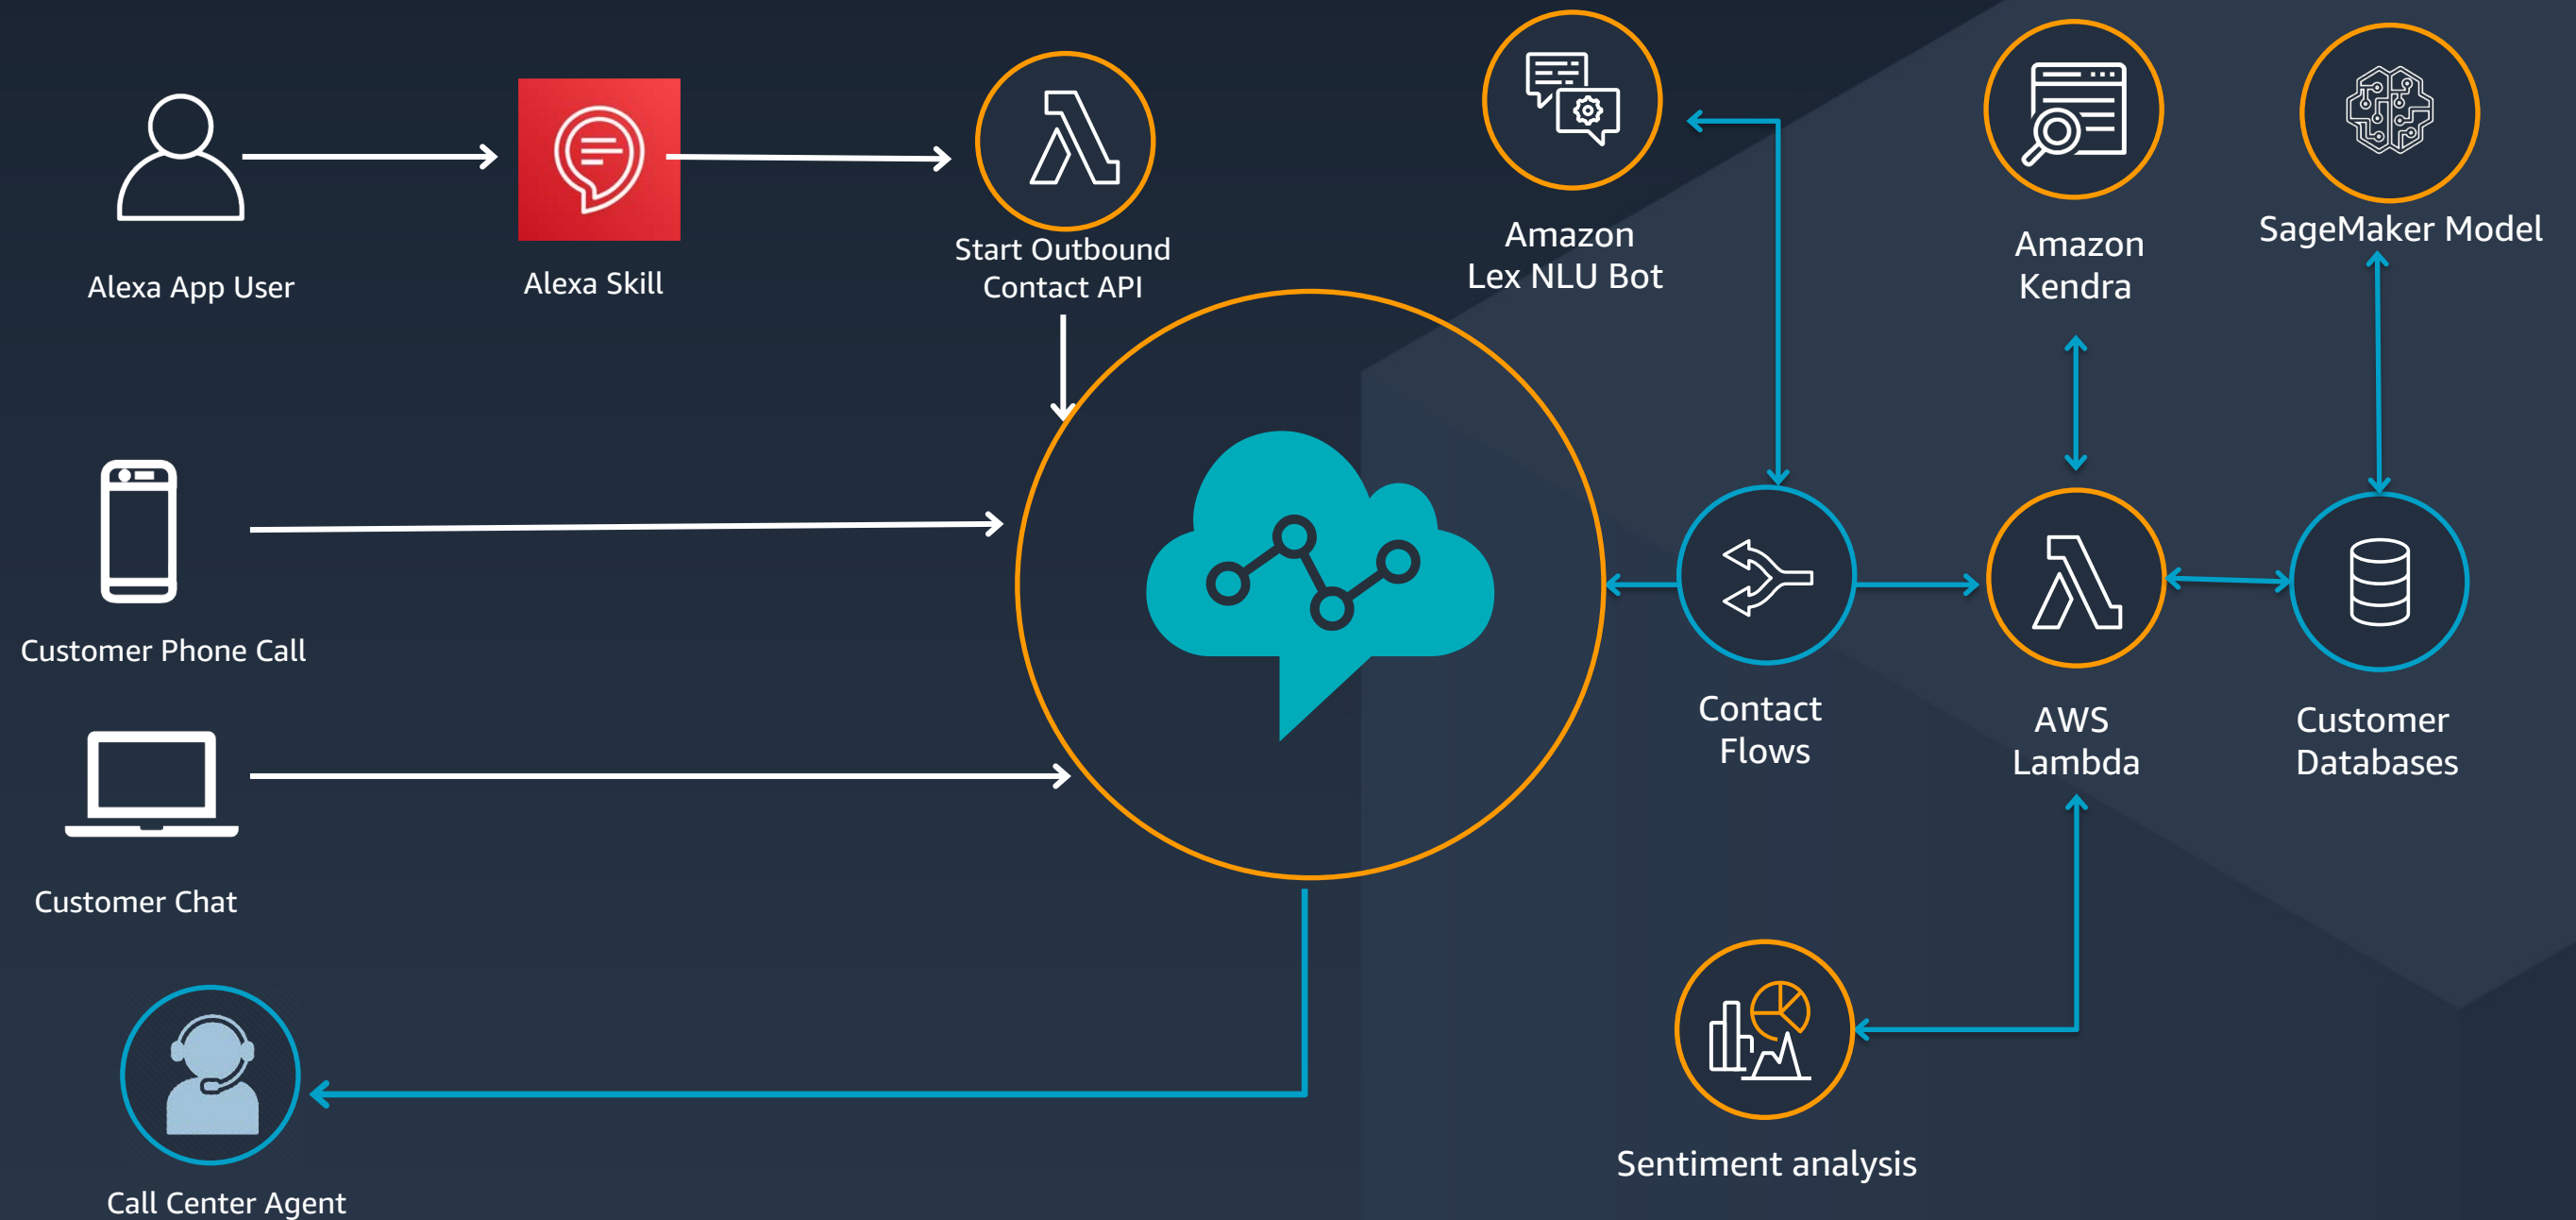 Alexa App User
Alexa Skill
Start Outbound
Contact API
Amazon
Lex NLU Bot
Amazon
Kendra
SageMaker Model
Customer Phone Call
Contact
Flows
AWS
Lambda
Customer
Databases
Customer Chat
Sentiment analysis
Call Center Agent